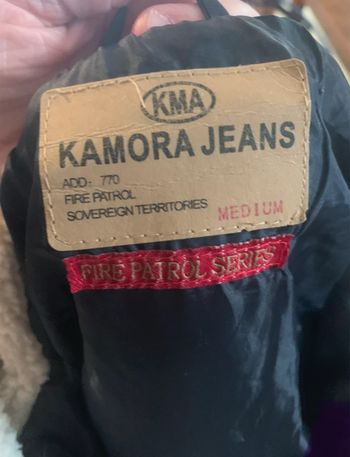 KMA
KAMORA JEANS
ADD- 770
FIRE PATROL
SOVEREIGN TERRITORIES
MEDIUM
FIRE PATROL SERIES